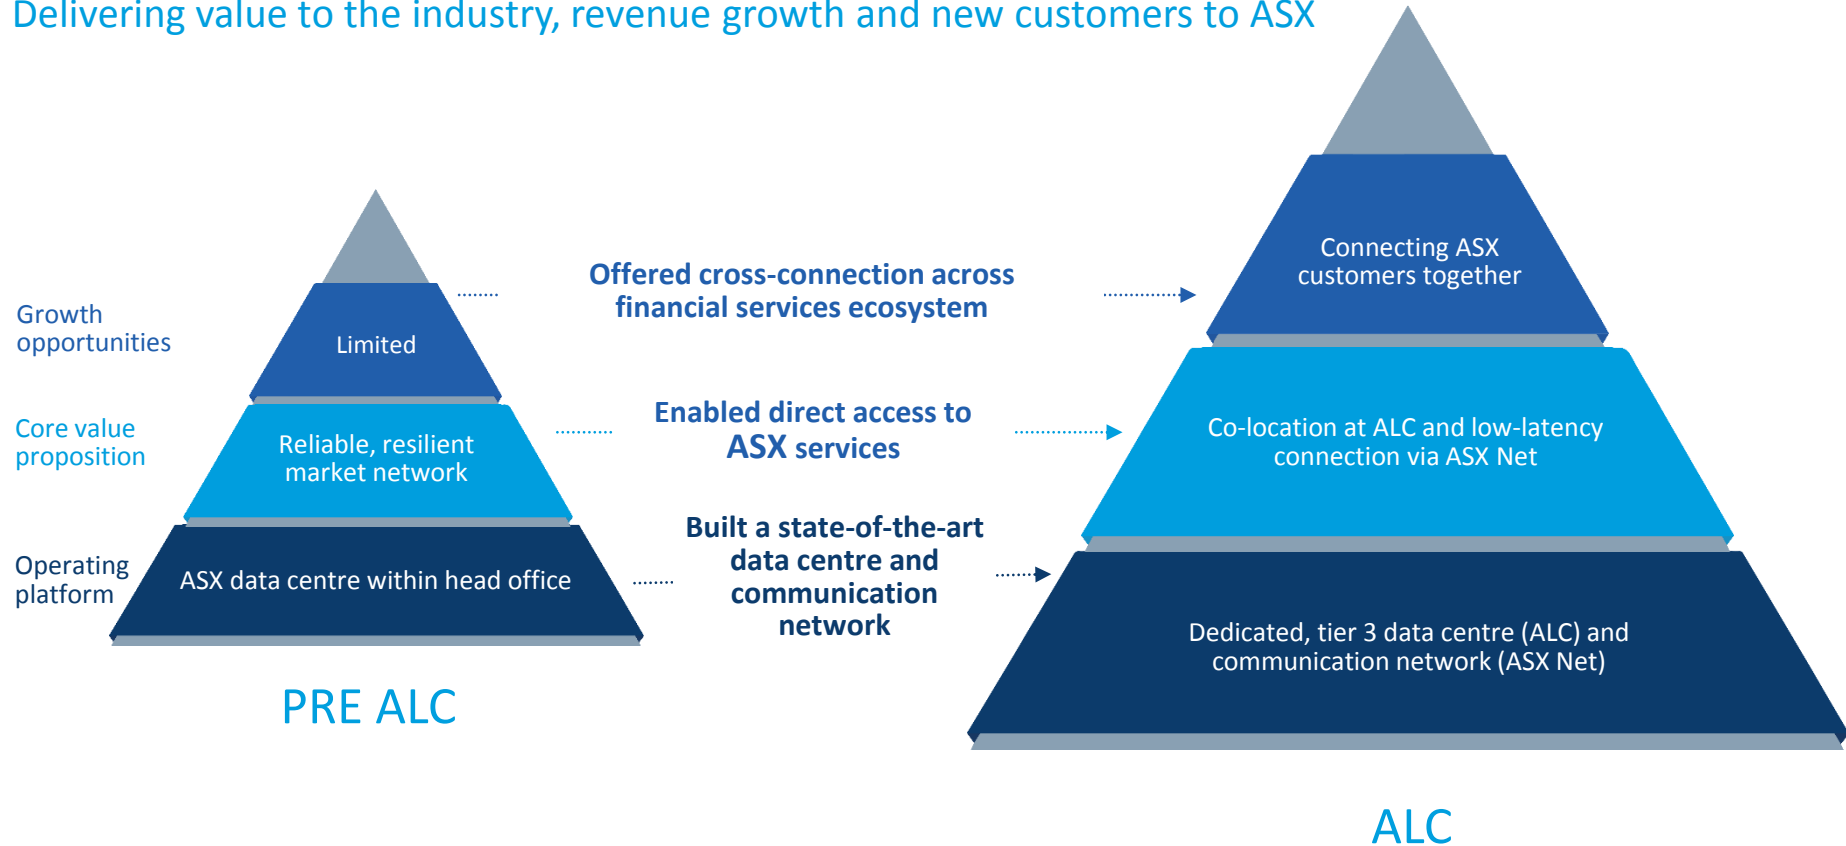 Delivering value to the industry, revenue growth and new customers to ASX
Growth
opportunities
Limited
Offered cross-connection across
financial services ecosystem
Connecting ASX
customers together
Core value
proposition
Reliable, resilient
market network
Enabled direct access to
ASX services
Co-location at ALC and low-latency
connection via ASX Net
Operating
platform
ASX data centre within head office
Built a state-of-the-art
data centre and
communication
network
Dedicated, tier 3 data centre (ALC) and
communication network (ASX Net)
PRE ALC
ALC